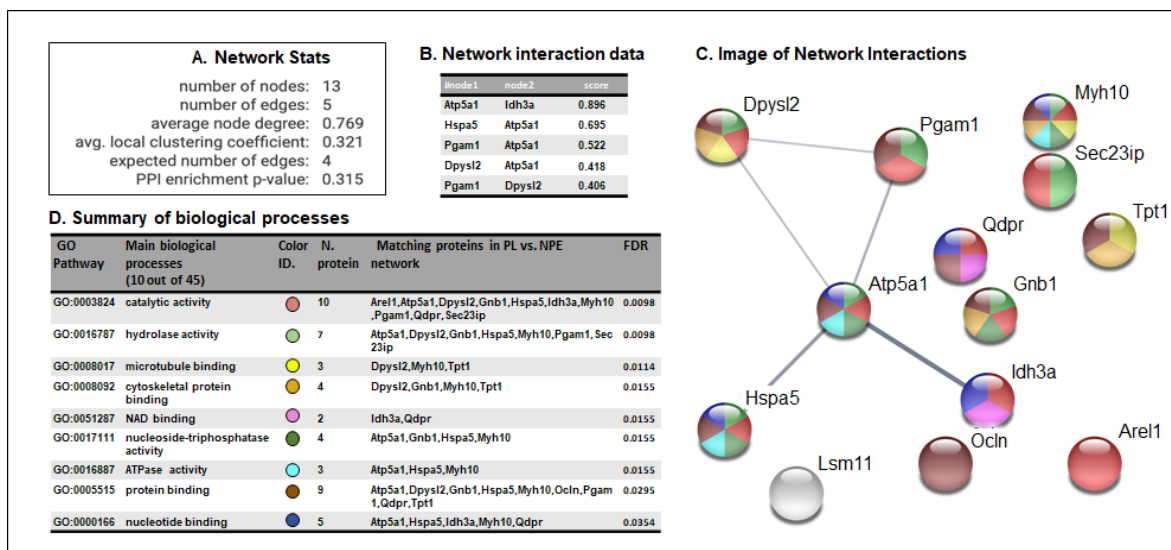 A. Network Stats
number of nodes: 13
number of edges: 5
average node degree: 0.769
avg. local clustering coefficient: 0.321
expected number of edges: 4
PPI enrichment p-value: 0.315
B. Network interaction data
#node1 node2 score
Atp5a1 Idh3a 0.896
Hspa5 Atp5a1 0.695
Pgam1 Atp5a1 0.522
Dpysl2 Atp5a1 0.418
Pgam1 Dpysl2 0.406
C. Image of Network Interactions
Dpysl2
Pgam1
Myh10
Sec23ip
Tpt1
Qdpr
Atp5a1
Gnb1
Idh3a
Hspa5
Ocln
Arel1
Lsm11
D. Summary of biological processes
GO Main biological Color N. Matching proteins in PL vs. NPE FDR
Pathway processes ID. protein network
(10 out of 45)
GO:0003824 catalytic activity 10 Arel1,Atp5a1,Dpysl2,Gnb1,Hspa5,Idh3a,Myh10 0.0098
,Pgam1,Qdpr,Sec23ip
GO:0016787 hydrolase activity 7 Atp5a1,Dpysl2,Gnb1,Hspa5,Myh10,Pgam1,Sec 0.0098
23ip
GO:0008017 microtubule binding 3 Dpysl2,Myh10,Tpt1 0.0114
GO:0008092 cytoskeletal protein 4 Dpysl2,Gnb1,Myh10,Tpt1 0.0155
binding
GO:0051287 NAD binding 2 Idh3a,Qdpr 0.0155
GO:0017111 nucleoside-triphosphatase 4 Atp5a1,Gnb1,Hspa5,Myh10 0.0155
activity
GO:0016887 ATPase activity 3 Atp5a1,Hspa5,Myh10 0.0155
GO:0005515 protein binding 9 Atp5a1,Dpysl2,Gnb1,Hspa5,Myh10,Ocln,Pgam 0.0295
1,Qdpr,Tpt1
GO:0000166 nucleotide binding 5 Atp5a1,Hspa5,Idh3a,Myh10,Qdpr 0.0354